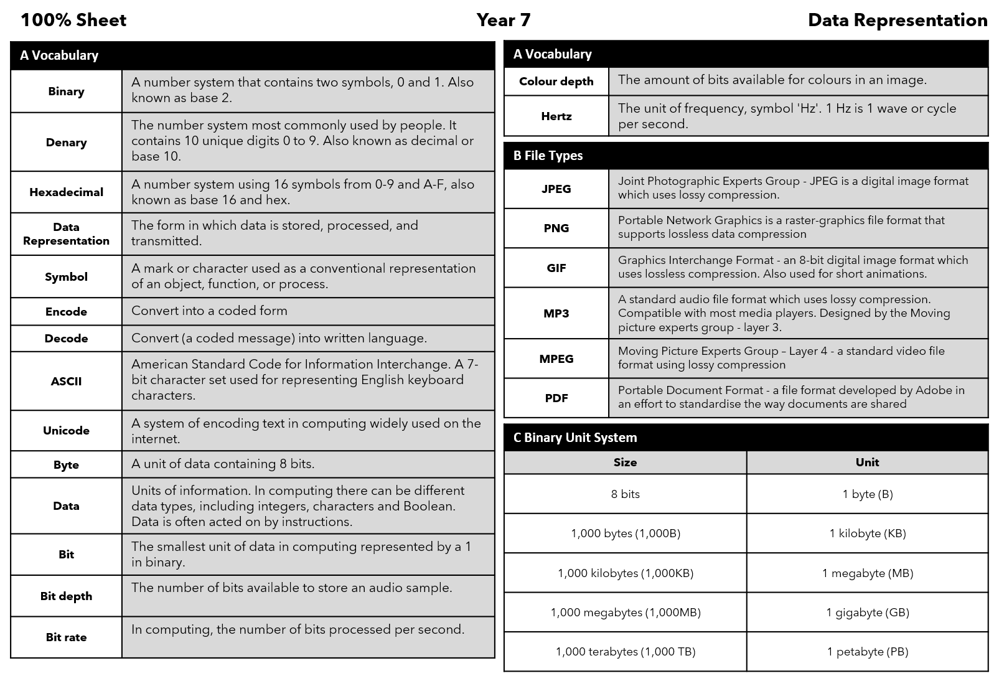 100% Sheet
Year 7
Data Representation
A Vocabulary
Binary
A number system that contains two symbols, 0 and 1. Also
known as base 2.
Denary
The number system most commonly used by people. It
contains 10 unique digits 0 to 9. Also known as decimal or
base 10.
Hexadecimal
A number system using 16 symbols from 0-9 and A-F, also
known as base 16 and hex.
Data
Representation
The form in which data is stored, processed, and
transmitted.
Symbol
A mark or character used as a conventional representation
of an object, function, or process.
Encode
Convert into a coded form
Decode
Convert (a coded message) into written language.
ASCII
American Standard Code for Information Interchange. A 7-
bit character set used for representing English keyboard
characters.
Unicode
A system of encoding text in computing widely used on the
internet.
Byte
A unit of data containing 8 bits.
Data
Units of information. In computing there can be different
data types, including integers, characters and Boolean.
Data is often acted on by instructions.
Bit
The smallest unit of data in computing represented by a 1
in binary.
Bit depth
The number of bits available to store an audio sample.
Bit rate
In computing, the number of bits processed per second.
A Vocabulary
Colour depth
The amount of bits available for colours in an image.
Hertz
The unit of frequency, symbol 'Hz'. 1 Hz is 1 wave or cycle
per second.
B File Types
JPEG
Joint Photographic Experts Group - JPEG is a digital image format
which uses lossy compression.
PNG
Portable Network Graphics is a raster-graphics file format that
supports lossless data compression
GIF
Graphics Interchange Format - an 8-bit digital image format which
uses lossless compression. Also used for short animations.
MP3
A standard audio file format which uses lossy compression.
Compatible with most media players. Designed by the Moving
picture experts group - layer 3.
MPEG
Moving Picture Experts Group – Layer 4 - a standard video file
format using lossy compression
PDF
Portable Document Format - a file format developed by Adobe in
an effort to standardise the way documents are shared
C Binary Unit System
Size
Unit
8 bits
1 byte (B)
1,000 bytes (1,000B)
1 kilobyte (KB)
1,000 kilobytes (1,000KB)
1 megabyte (MB)
1,000 megabytes (1,000MB)
1 gigabyte (GB)
1,000 terabytes (1,000 TB)
1 petabyte (PB)